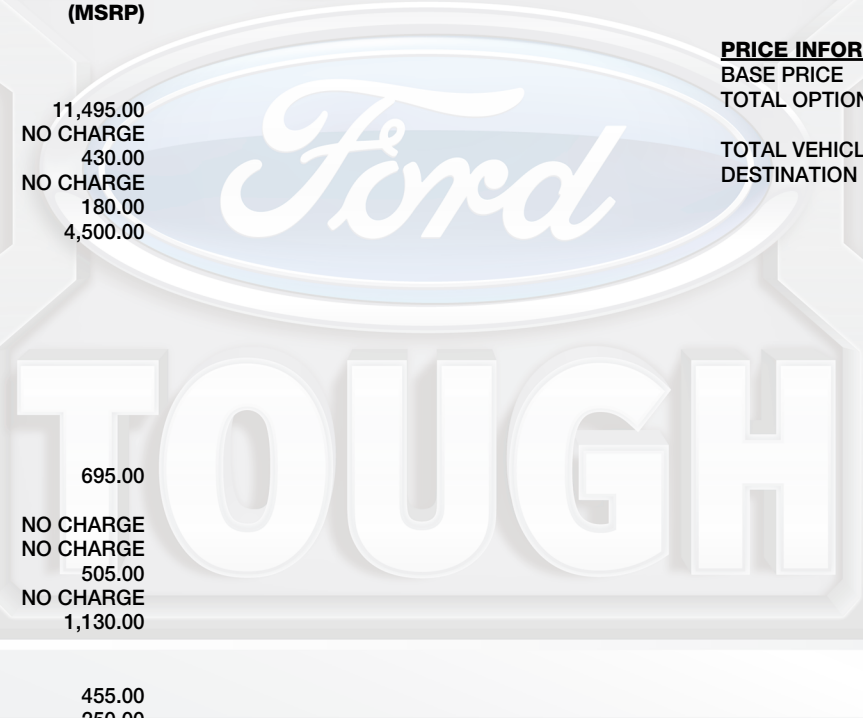 (MSRP)
11,495.00
NO CHARGE
430.00
NO CHARGE
180.00
4,500.00
695.00
NO CHARGE
NO CHARGE
505.00
NO CHARGE
1,130.00
455.00
PRICE INFOR
BASE PRICE
TOTAL OPTION
TOTAL VEHICL
DESTINATION
Ford
TOUGH